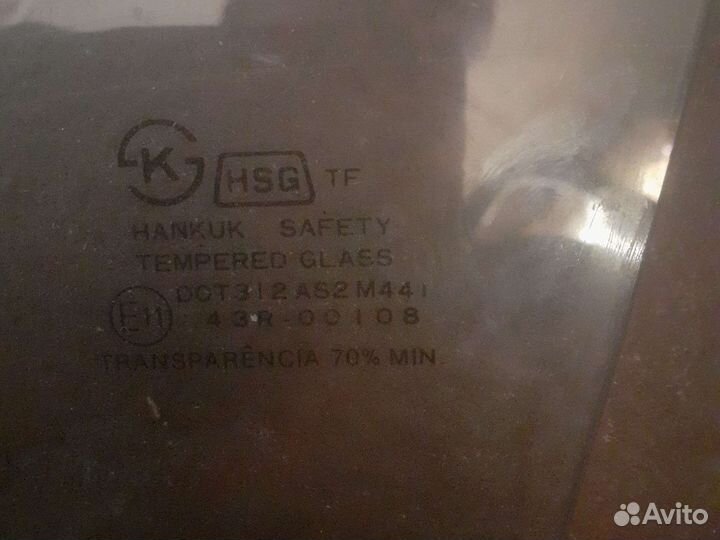 K HSG TF
HANKUK SAFETY
TEMPERED GLASS
DOT312 AS2 M441
E11 43R-00108
TRANSPARÊNCIA 70% MIN.
Avito